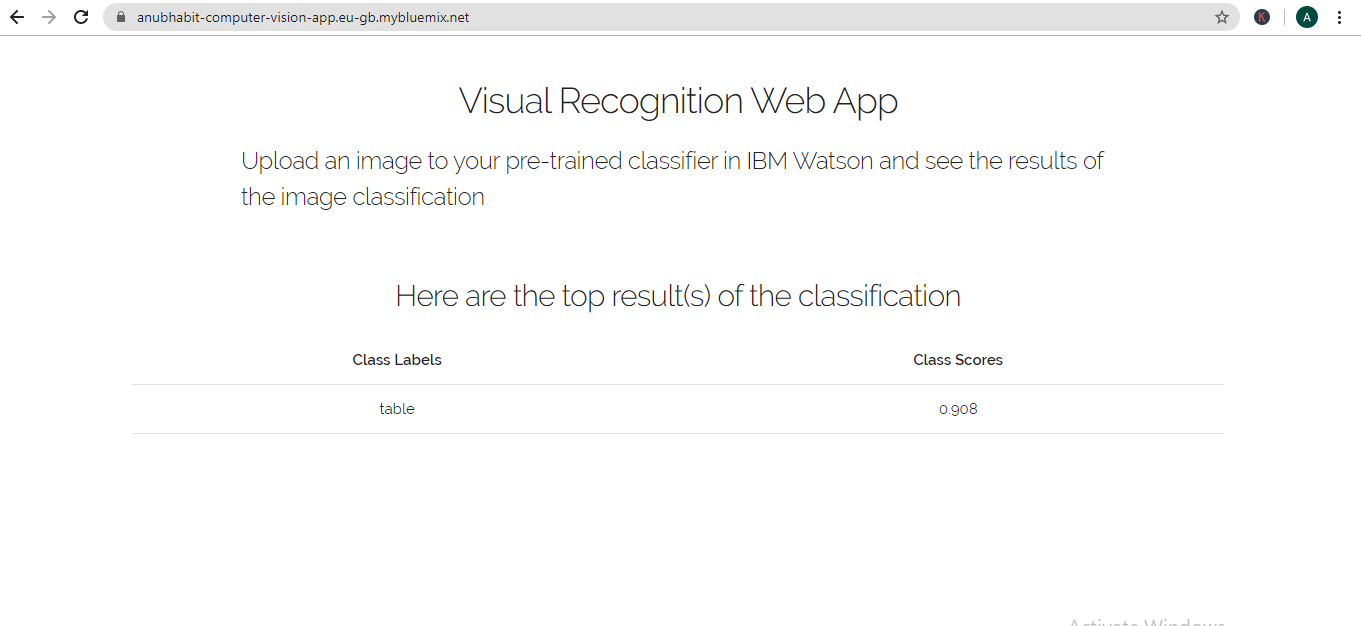 anubhabit-computer-vision-app.eu-gb.mybluemix.net
K
A
Visual Recognition Web App
Upload an image to your pre-trained classifier in IBM Watson and see the results of
the image classification
Here are the top result(s) of the classification
Class Labels Class Scores
table 0.908
Activate Windows